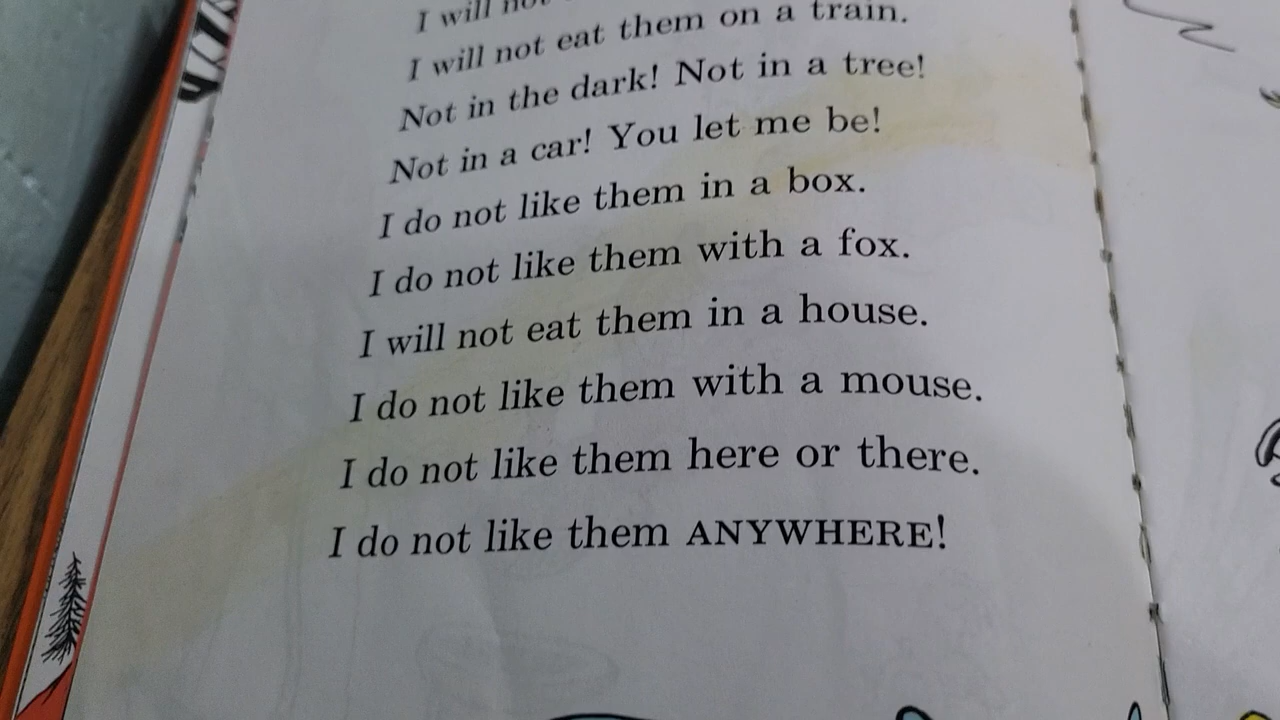 I will not
I will not eat them on a train.
Not in the dark! Not in a tree!
Not in a car! You let me be!
I do not like them in a box.
I do not like them with a fox.
I will not eat them in a house.
I do not like them with a mouse.
I do not like them here or there.
I do not like them ANYWHERE!